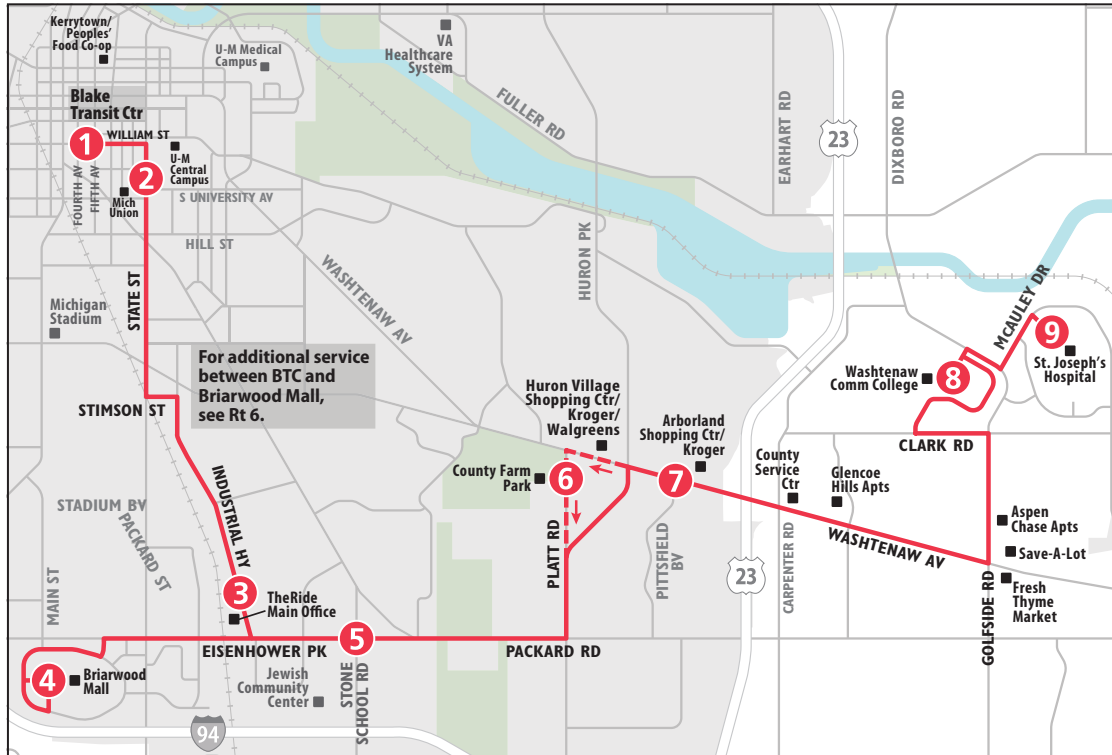 Kerrytown/
Peoples'
Food Co-op
U-M Medical
Campus
VA
Healthcare
System
Blake
Transit Ctr
1
WILLIAM ST
2
U-M
Central
Campus
FOURTH AV
FIFTH AV
Mich
Union
S UNIVERSITY AV
HILL ST
STATE ST
Michigan
Stadium
WASHTENAW AV
FULLER RD
HURON PK
EARHART RD
23
DIXBORO RD
MCAULEY DR
9
St. Joseph's
Hospital
Washtenaw
Comm College
8
CLARK RD
For additional service
between BTC and
Briarwood Mall,
see Rt 6.
STIMSON ST
Huron Village
Shopping Ctr/
Kroger/
Walgreens
Arborland
Shopping Ctr/
Kroger
County Farm
Park
6
7
County
Service
Ctr
Glencoe
Hills Apts
WASHTENAW AV
Aspen
Chase Apts
Save-A-Lot
Fresh
Thyme
Market
GOLFSIDE RD
STADIUM BV
PACKARD ST
INDUSTRIAL HY
MAIN ST
3
TheRide
Main Office
PLATT RD
PITTSFIELD
BV
23
CARPENTER RD
5
EISENHOWER PK
PACKARD RD
STONE
SCHOOL RD
Jewish
Community
Center
4
Briarwood
Mall
94